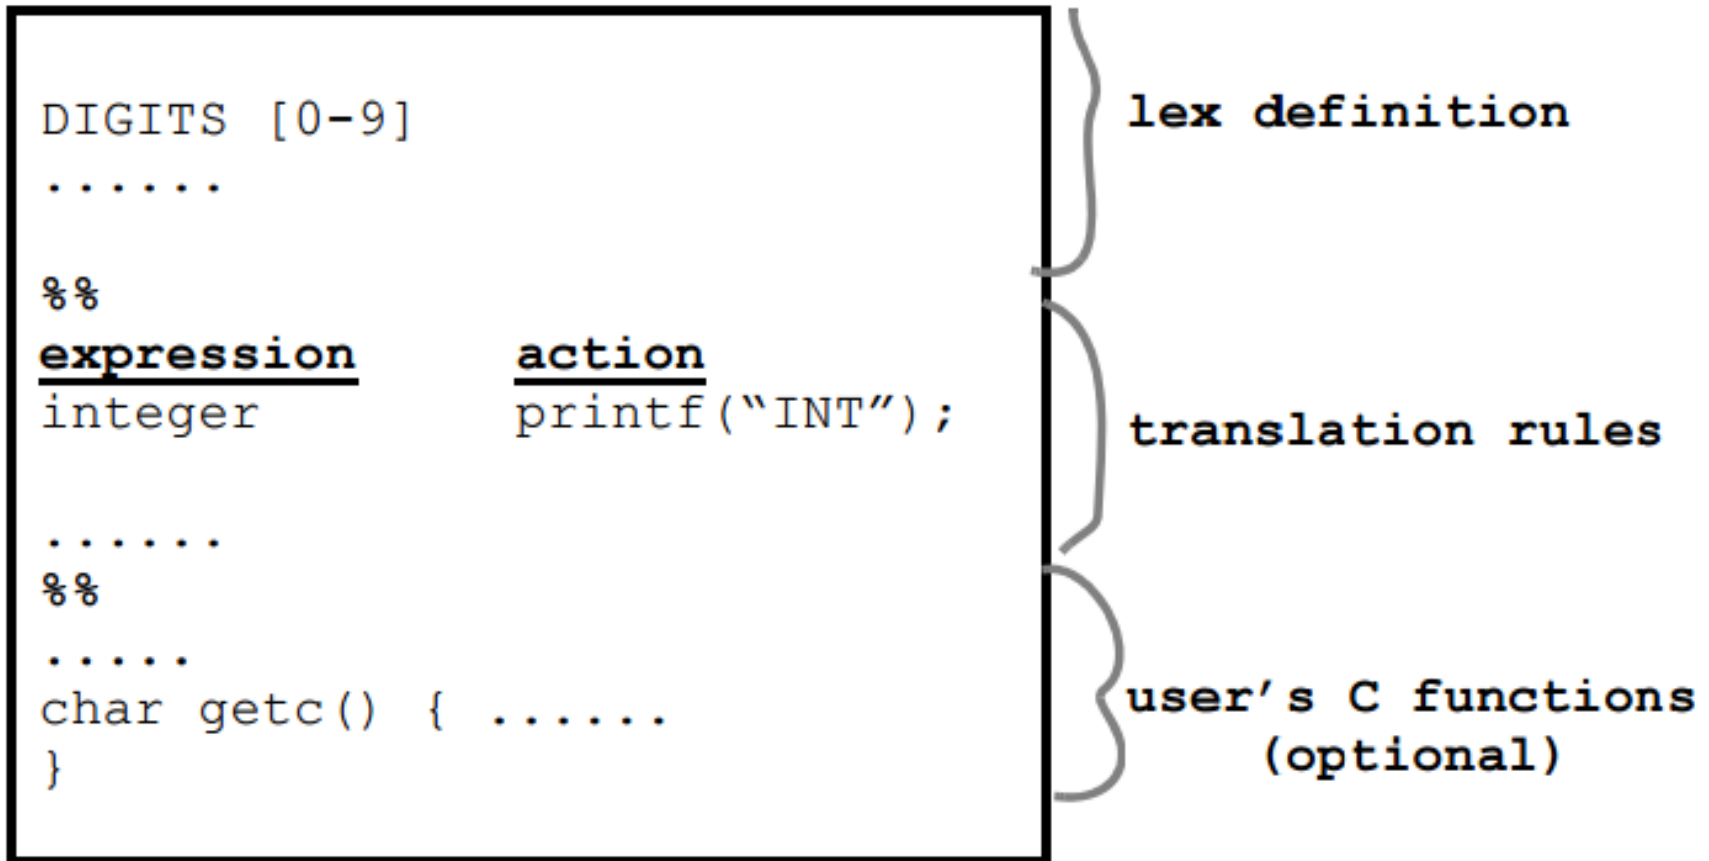 DIGITS [0-9]
......
lex definition
%%
expression action
integer printf(“INT”);
translation rules
......
%%
.....
char getc() { ......
}
user’s C functions
(optional)